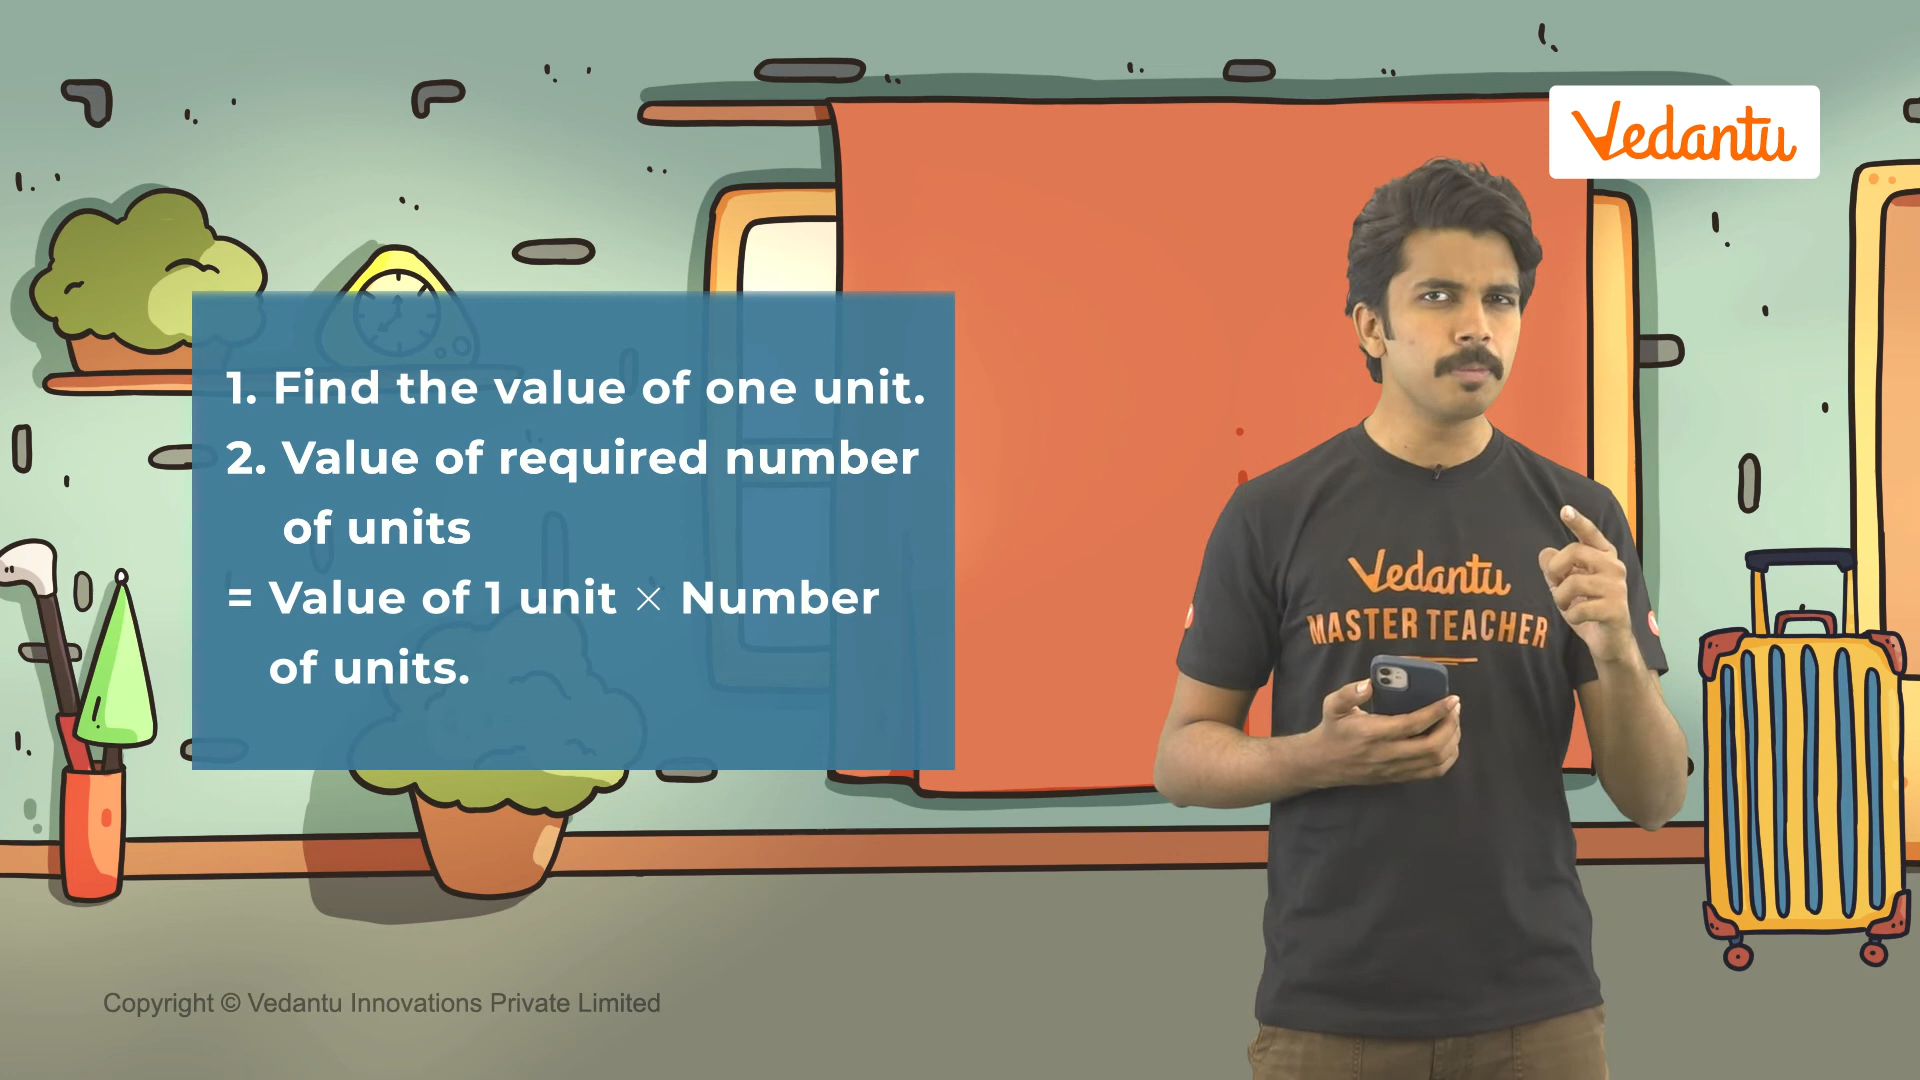 Vedantu
1. Find the value of one unit.
2. Value of required number
of units
= Value of 1 unit × Number
of units.
Vedantu
MASTER TEACHER
Copyright © Vedantu Innovations Private Limited